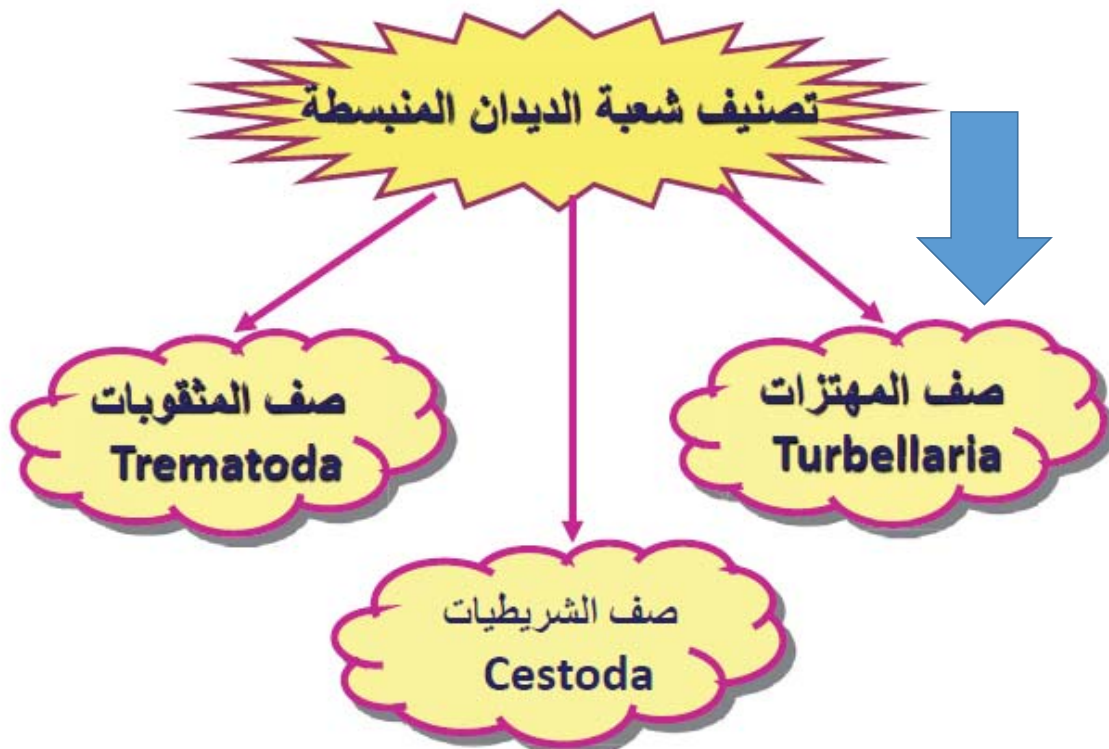 تصنيف شعبة الديدان المنبسطة
صف المهتزات
Turbellaria
صف المثقوبات
Trematoda
صف الشريطيات
Cestoda